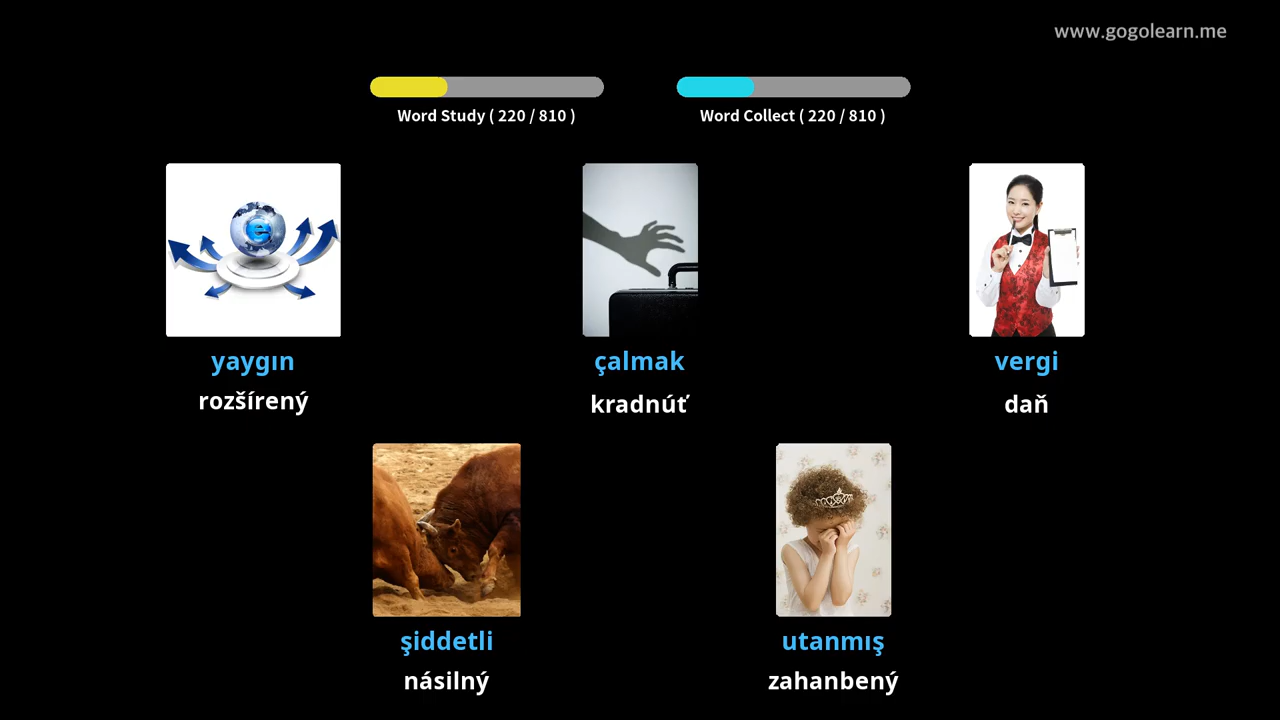 www.gogolearn.me
Word Study ( 220 / 810 )
Word Collect ( 220 / 810 )
yaygın
rozšírený
çalmak
kradnúť
vergi
daň
şiddetli
násilný
utanmış
zahanbený